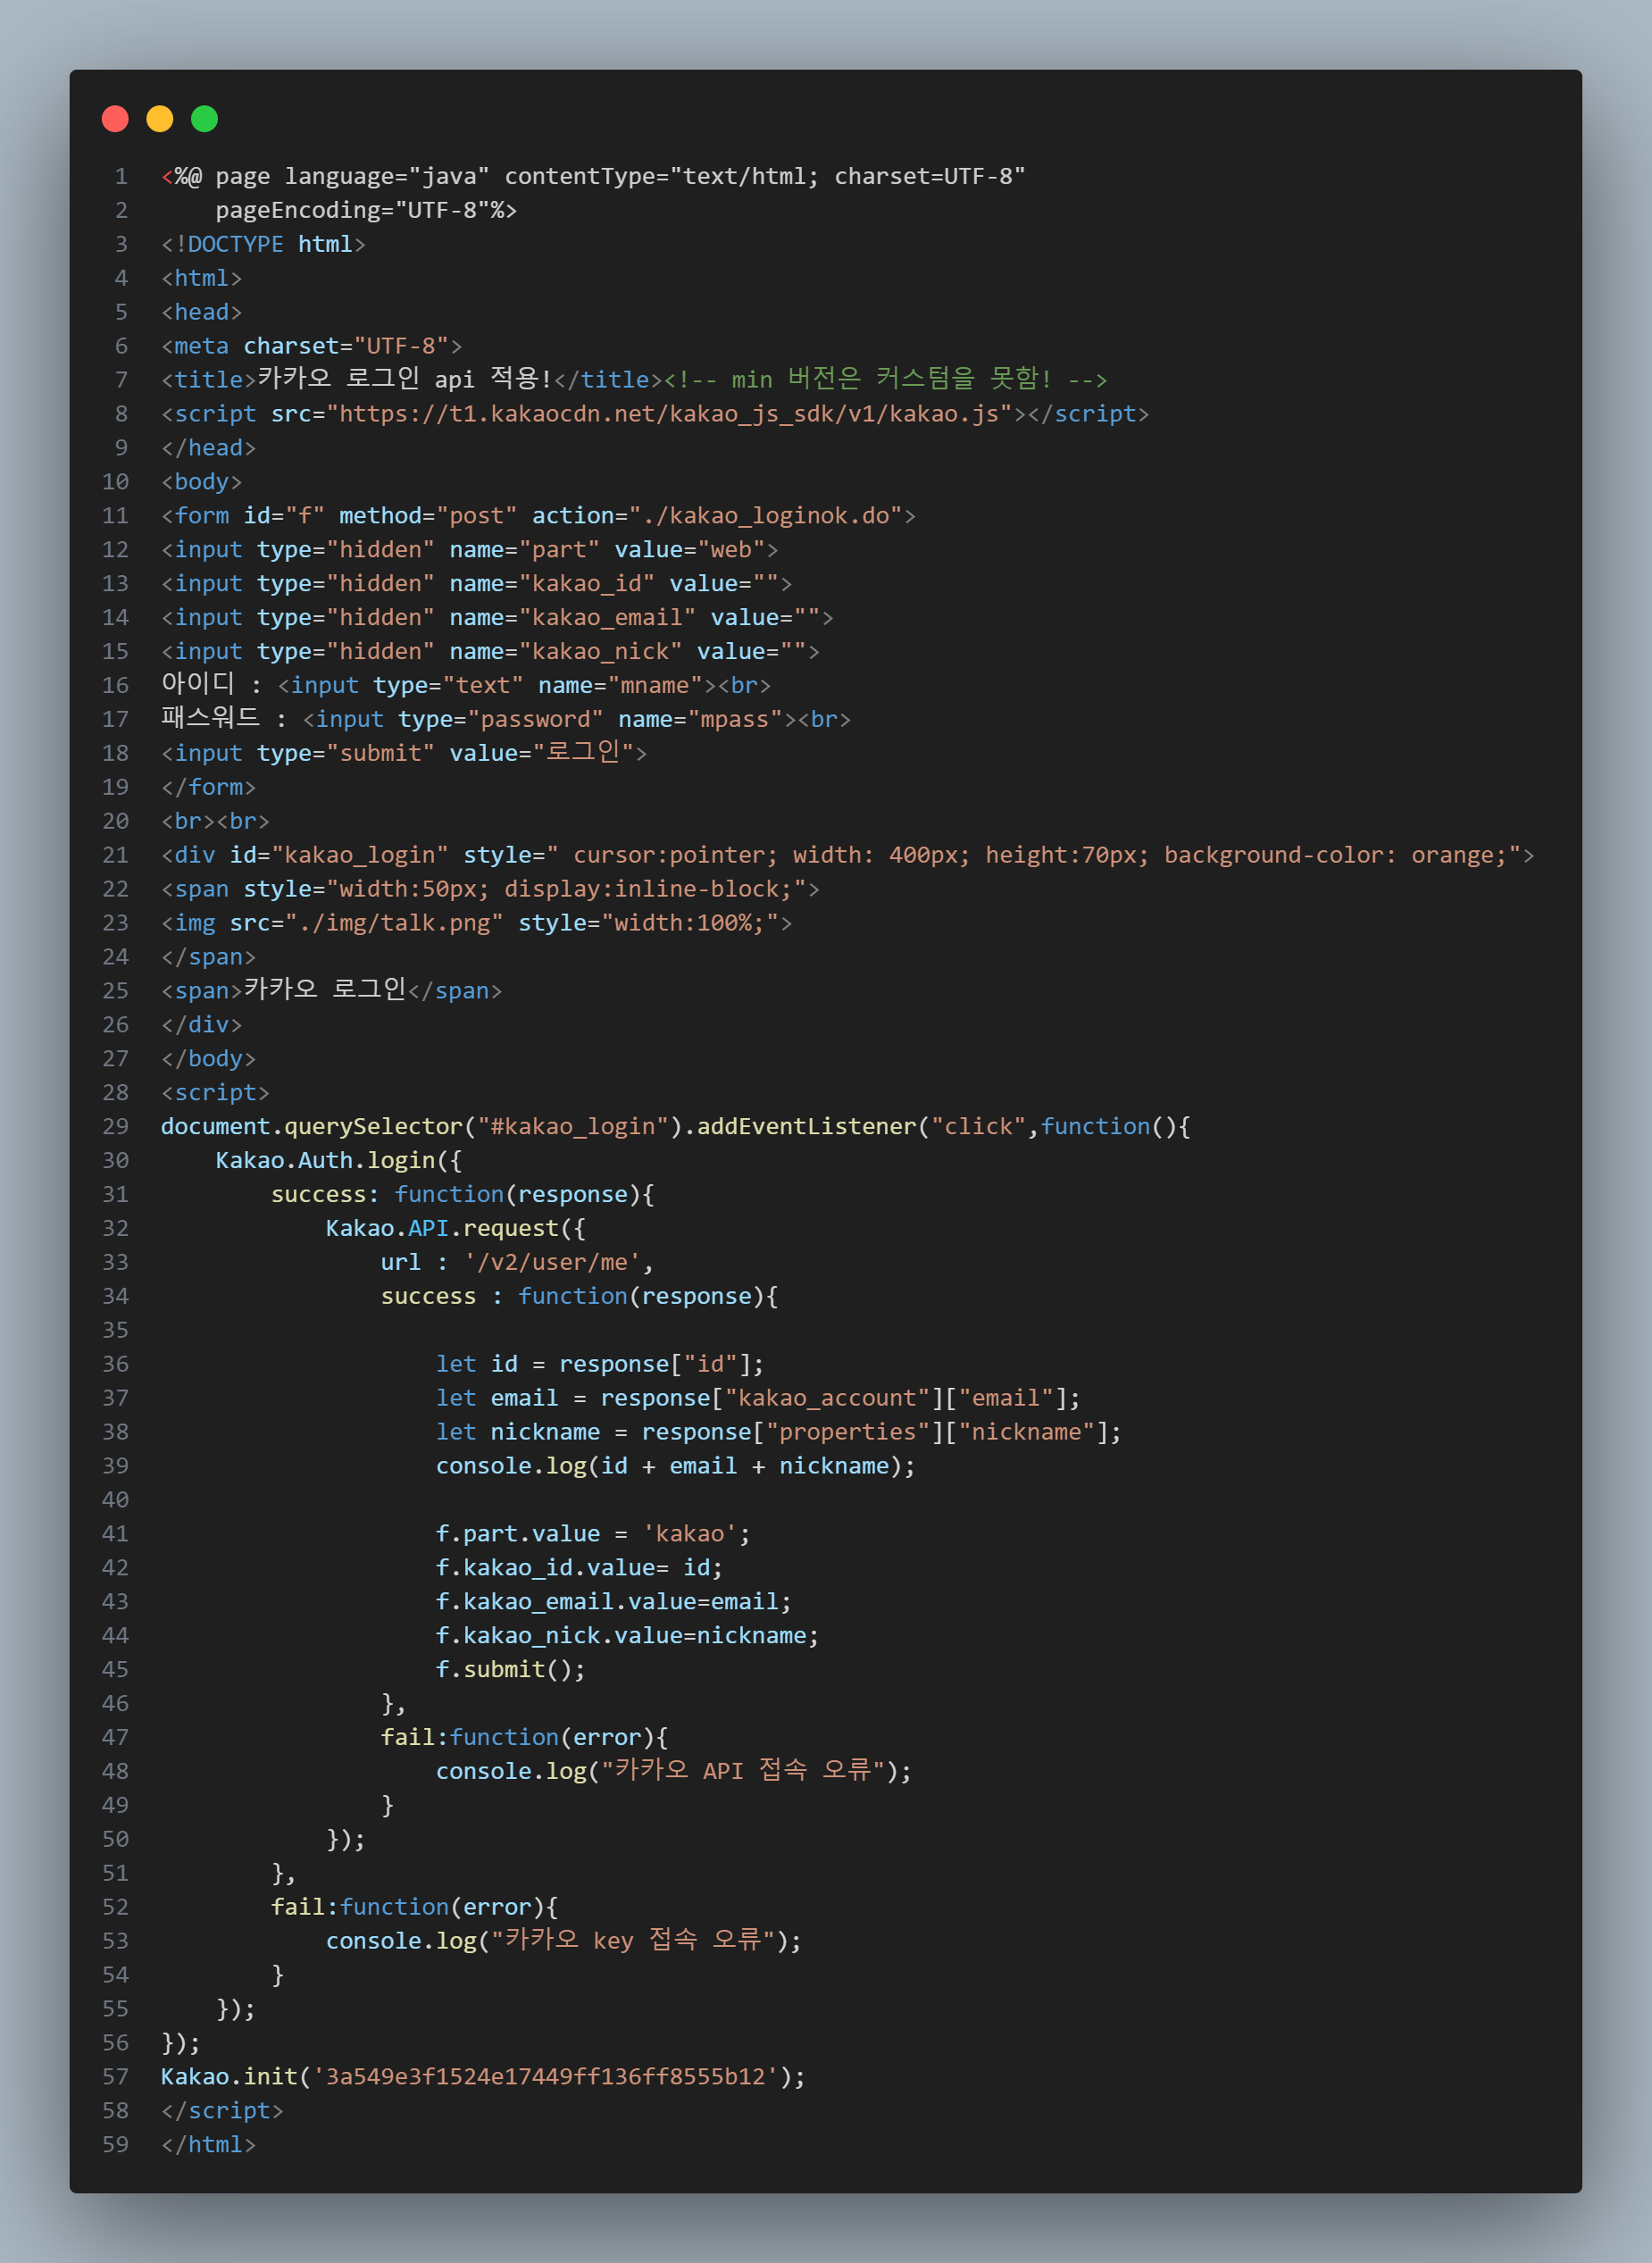 1 <%@ page language="java" contentType="text/html; charset=UTF-8"
2     pageEncoding="UTF-8"%>
3 <!DOCTYPE html>
4 <html>
5 <head>
6 <meta charset="UTF-8">
7 <title>카카오 로그인 api 적용!</title><!-- min 버전은 커스텀을 못함! -->
8 <script src="https://t1.kakaocdn.net/kakao_js_sdk/v1/kakao.js"></script>
9 </head>
10 <body>
11 <form id="f" method="post" action="./kakao_loginok.do">
12 <input type="hidden" name="part" value="web">
13 <input type="hidden" name="kakao_id" value="">
14 <input type="hidden" name="kakao_email" value="">
15 <input type="hidden" name="kakao_nick" value="">
16 아이디 : <input type="text" name="mname"><br>
17 패스워드 : <input type="password" name="mpass"><br>
18 <input type="submit" value="로그인">
19 </form>
20 <br><br>
21 <div id="kakao_login" style=" cursor:pointer; width: 400px; height:70px; background-color: orange;">
22 <span style="width:50px; display:inline-block;">
23 <img src="./img/talk.png" style="width:100%;">
24 </span>
25 <span>카카오 로그인</span>
26 </div>
27 </body>
28 <script>
29 document.querySelector("#kakao_login").addEventListener("click",function(){
30     Kakao.Auth.login({
31         success: function(response){
32             Kakao.API.request({
33                 url : '/v2/user/me',
34                 success : function(response){
35
36                     let id = response["id"];
37                     let email = response["kakao_account"]["email"];
38                     let nickname = response["properties"]["nickname"];
39                     console.log(id + email + nickname);
40
41                     f.part.value = 'kakao';
42                     f.kakao_id.value= id;
43                     f.kakao_email.value=email;
44                     f.kakao_nick.value=nickname;
45                     f.submit();
46                 },
47                 fail:function(error){
48                     console.log("카카오 API 접속 오류");
49                 }
50             });
51         },
52         fail:function(error){
53             console.log("카카오 key 접속 오류");
54         }
55     });
56 });
57 Kakao.init('3a549e3f1524e17449ff136ff8555b12');
58 </script>
59 </html>